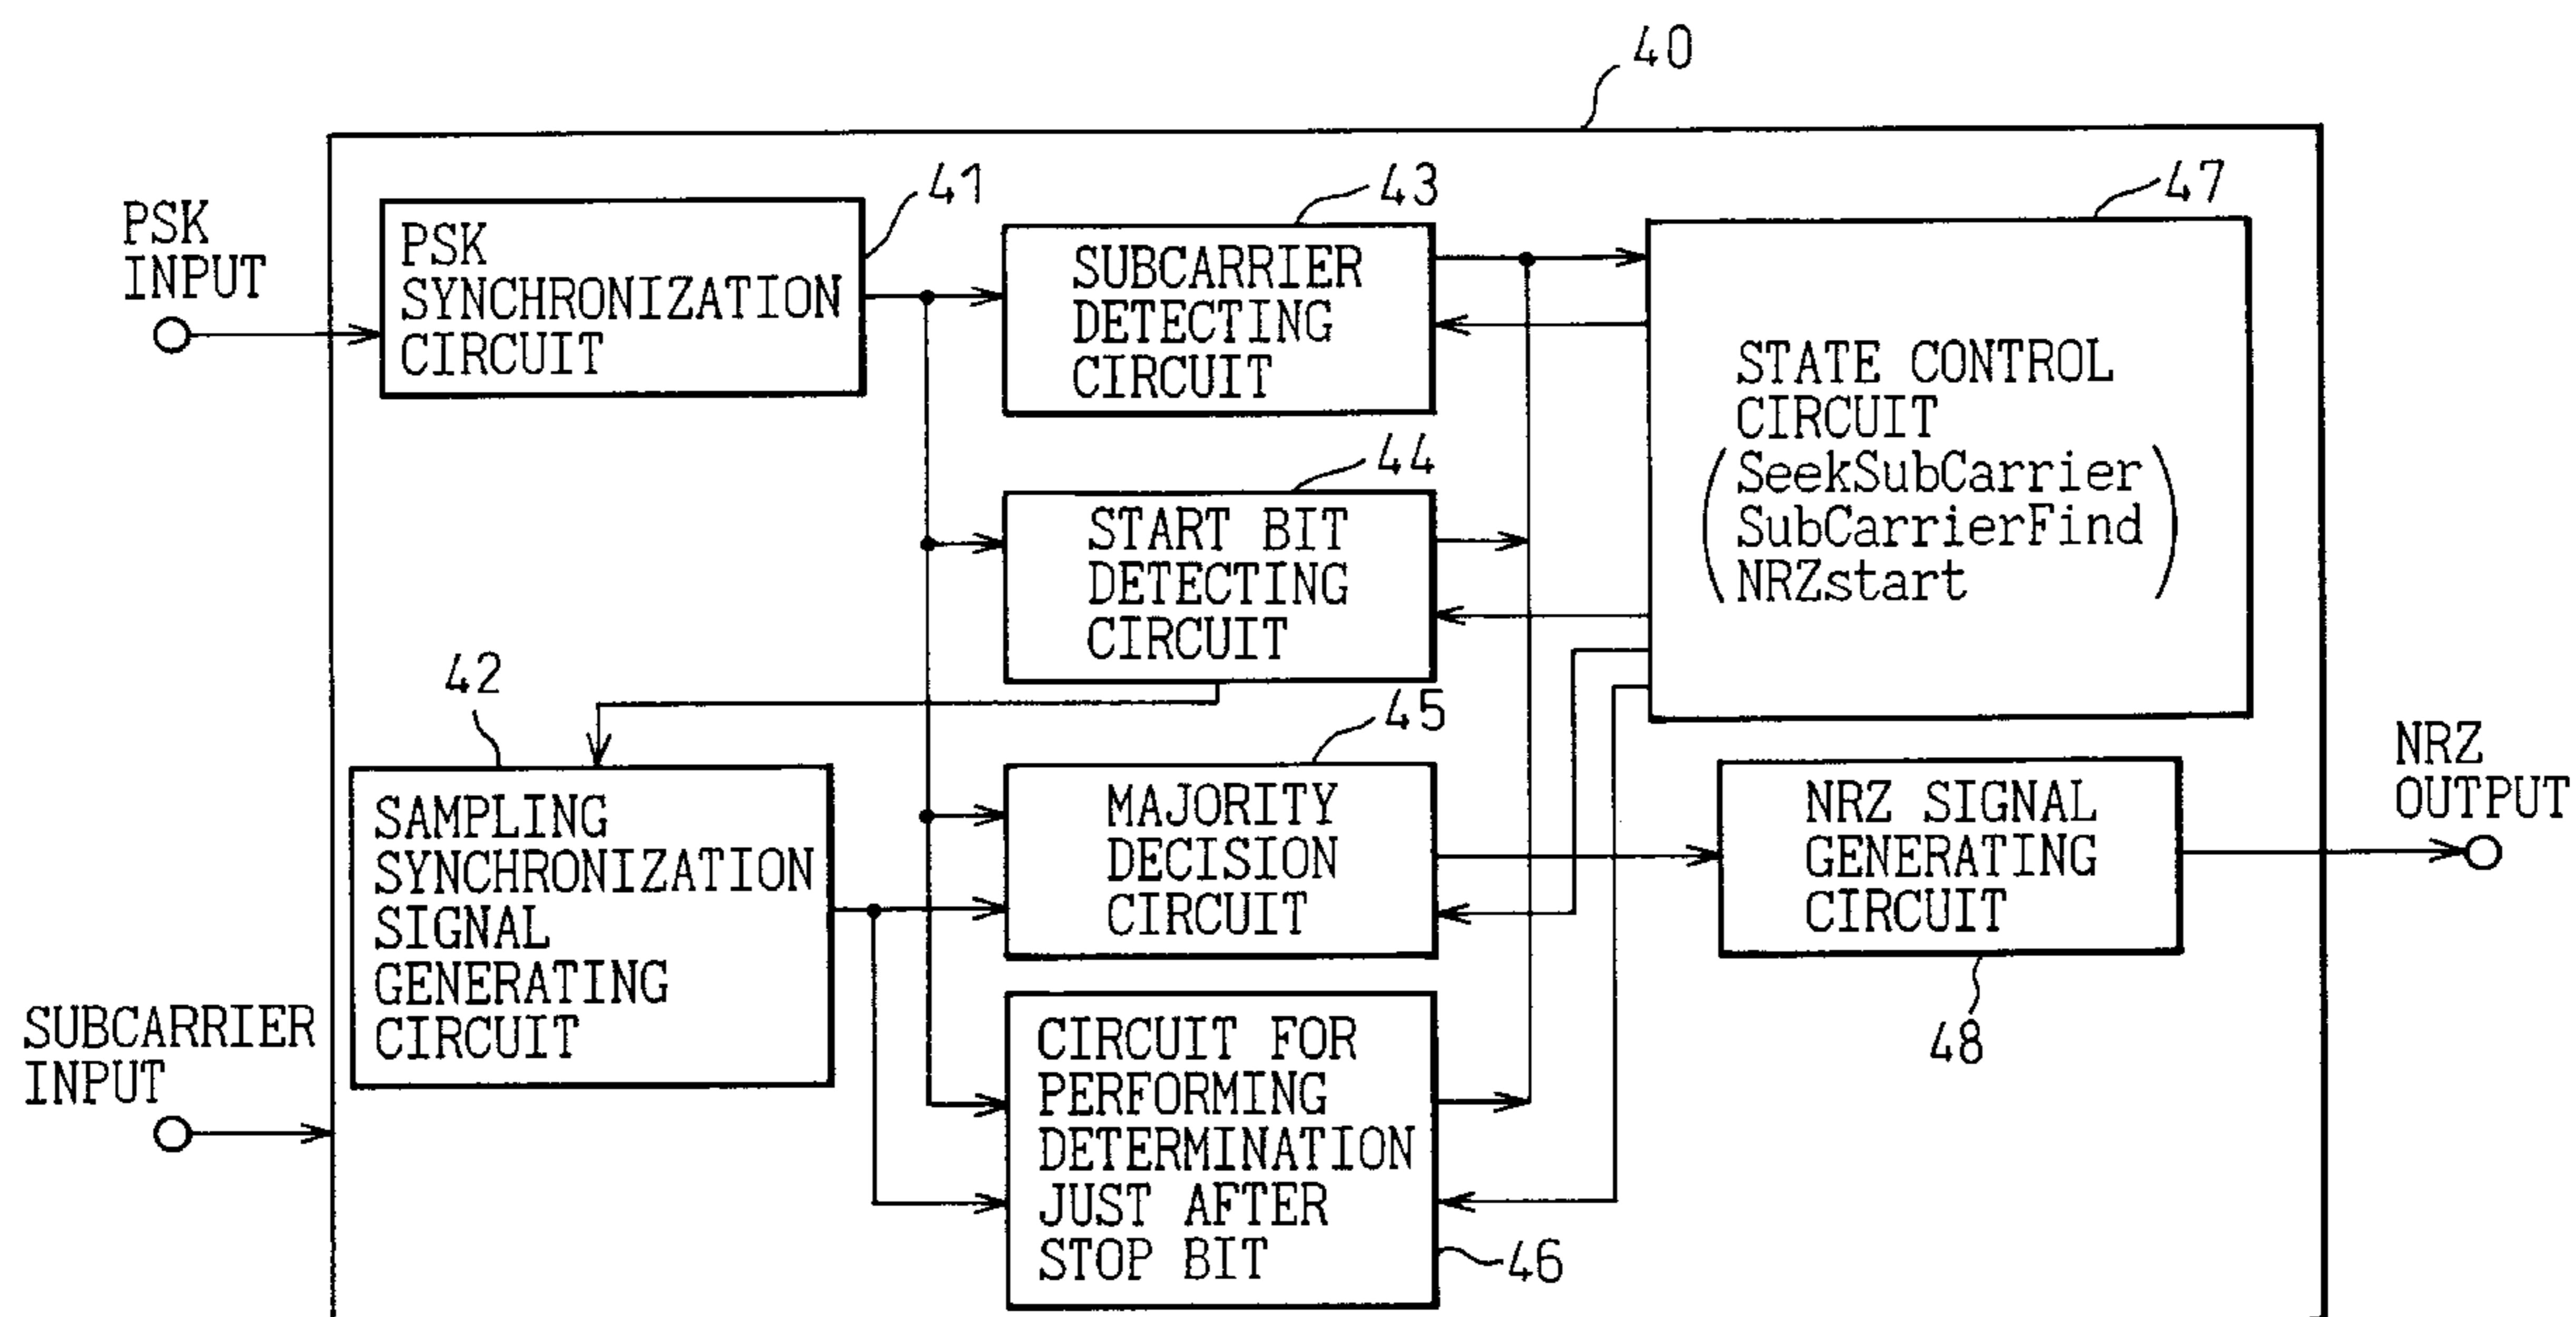 40
PSK
INPUT
41
PSK
SYNCHRONIZATION
CIRCUIT
43
SUBCARRIER
DETECTING
CIRCUIT
47
STATE CONTROL
CIRCUIT
(SeekSubCarrier
SubCarrierFind
NRZstart)
44
START BIT
DETECTING
CIRCUIT
42
SAMPLING
SYNCHRONIZATION
SIGNAL
GENERATING
CIRCUIT
45
MAJORITY
DECISION
CIRCUIT
NRZ SIGNAL
GENERATING
CIRCUIT
48
NRZ
OUTPUT
SUBCARRIER
INPUT
CIRCUIT FOR
PERFORMING
DETERMINATION
JUST AFTER
STOP BIT
46